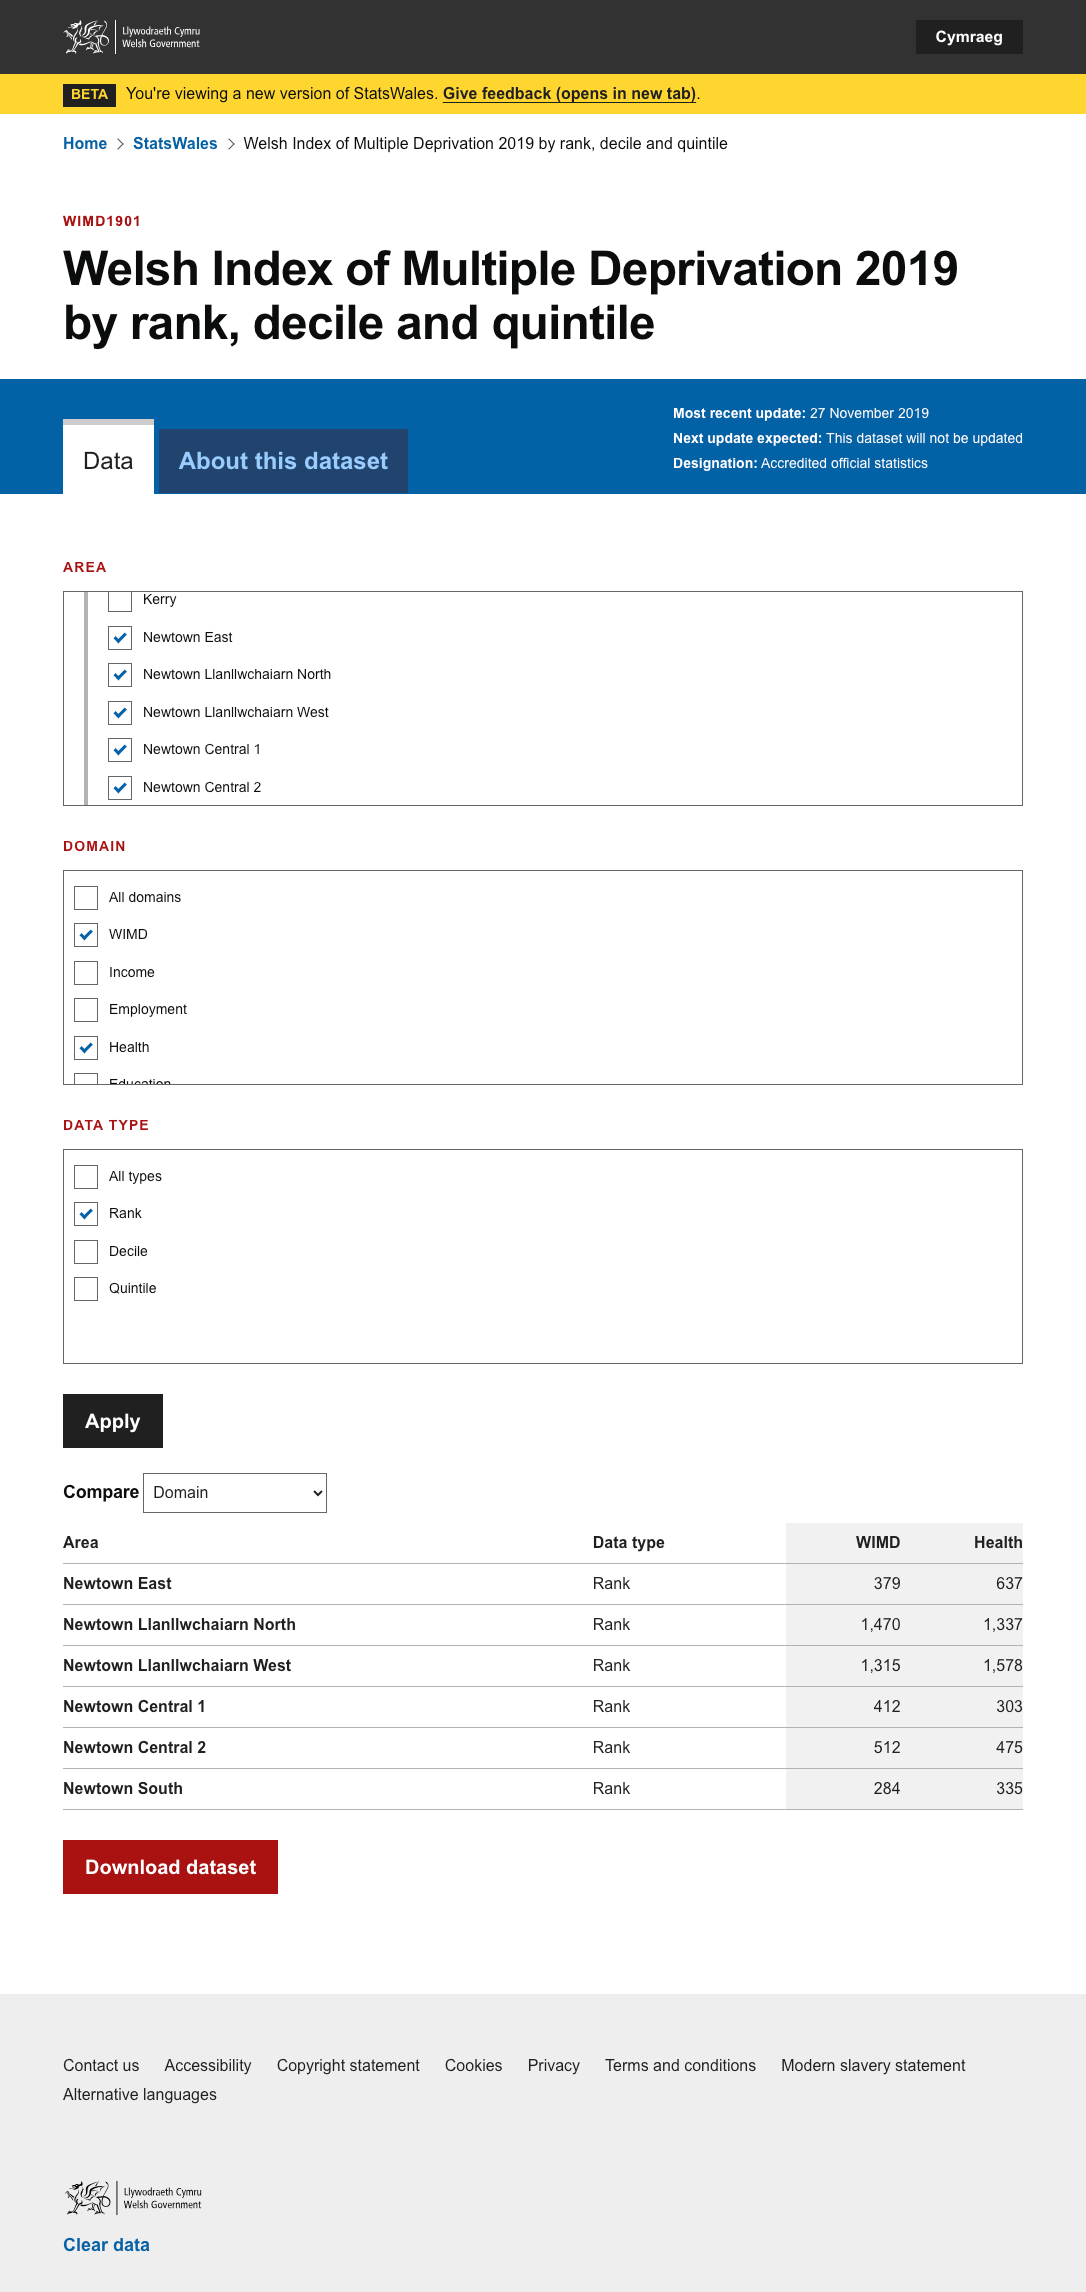 Llywodraeth Cymru
Welsh Government
Cymraeg
BETA You're viewing a new version of StatsWales. Give feedback (opens in new tab).
Home > StatsWales > Welsh Index of Multiple Deprivation 2019 by rank, decile and quintile
WIMD1901
Welsh Index of Multiple Deprivation 2019
by rank, decile and quintile
Most recent update: 27 November 2019
Next update expected: This dataset will not be updated
Designation: Accredited official statistics
Data
About this dataset
AREA
Kerry
Newtown East
Newtown Llanllwchaiarn North
Newtown Llanllwchaiarn West
Newtown Central 1
Newtown Central 2
DOMAIN
All domains
WIMD
Income
Employment
Health
Education
DATA TYPE
All types
Rank
Decile
Quintile
Apply
Compare Domain
Area Data type WIMD Health
Newtown East Rank 379 637
Newtown Llanllwchaiarn North Rank 1,470 1,337
Newtown Llanllwchaiarn West Rank 1,315 1,578
Newtown Central 1 Rank 412 303
Newtown Central 2 Rank 512 475
Newtown South Rank 284 335
Download dataset
Contact us Accessibility Copyright statement Cookies Privacy Terms and conditions Modern slavery statement
Alternative languages
Llywodraeth Cymru
Welsh Government
Clear data